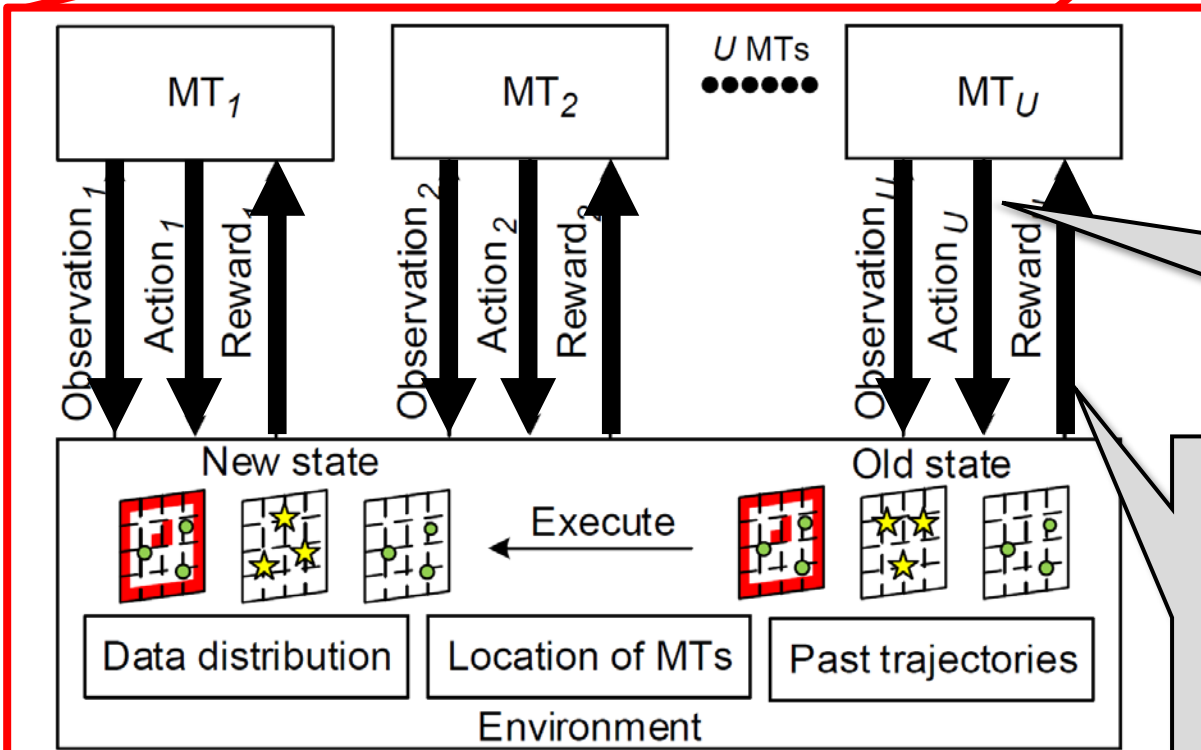 MT1
MT2
U MTs
MTU
Observation1
Action1
Reward1
Observation2
Action2
Reward2
ObservationU
ActionU
RewardU
New state
Old state
Execute
Data distribution
Location of MTs
Past trajectories
Environment